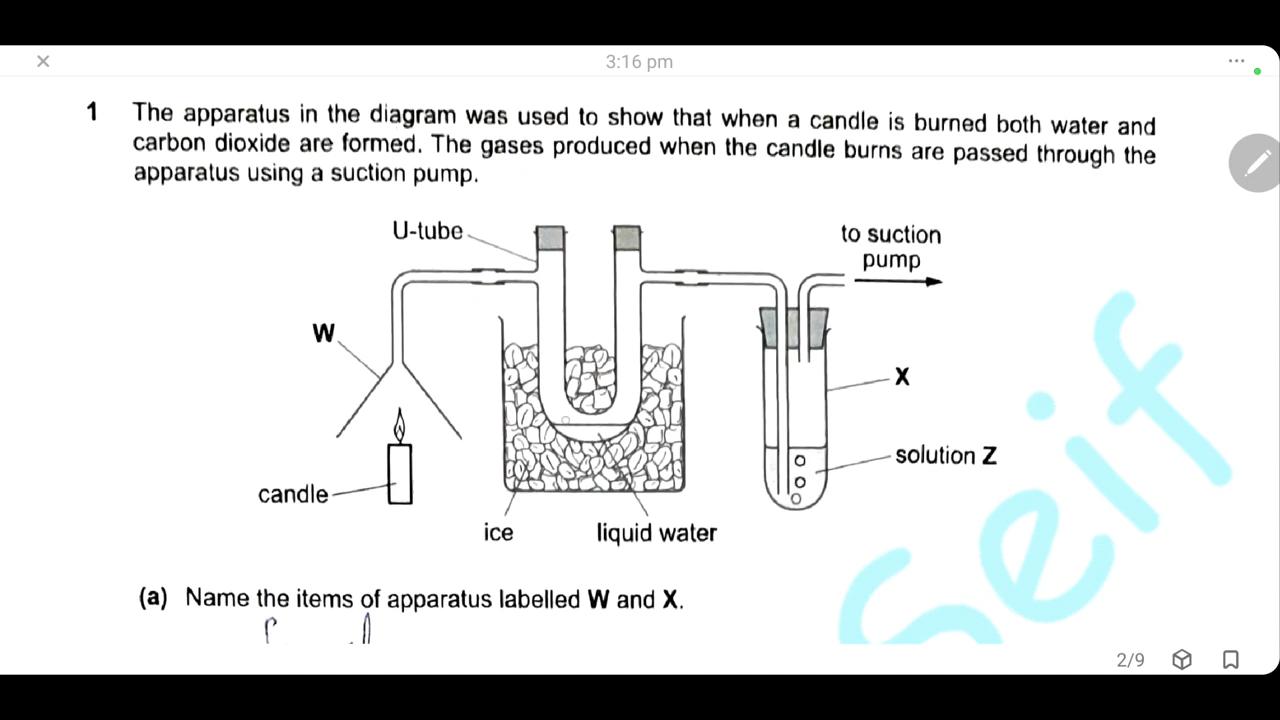 3:16 pm
1 The apparatus in the diagram was used to show that when a candle is burned both water and
carbon dioxide are formed. The gases produced when the candle burns are passed through the
apparatus using a suction pump.
U-tube
to suction
pump
W
X
solution Z
candle
ice
liquid water
Seif
(a) Name the items of apparatus labelled W and X.
2/9